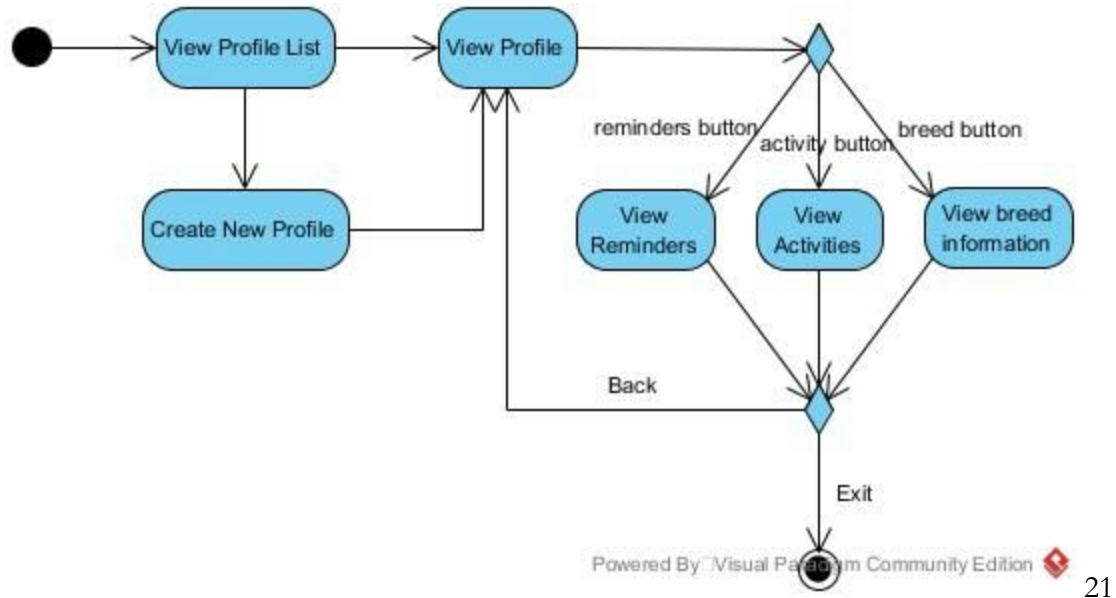 View Profile List
View Profile
reminders button
activity button
breed button
Create New Profile
View
Reminders
View
Activities
View breed
information
Back
Exit
Powered By Visual Paradigm Community Edition
21